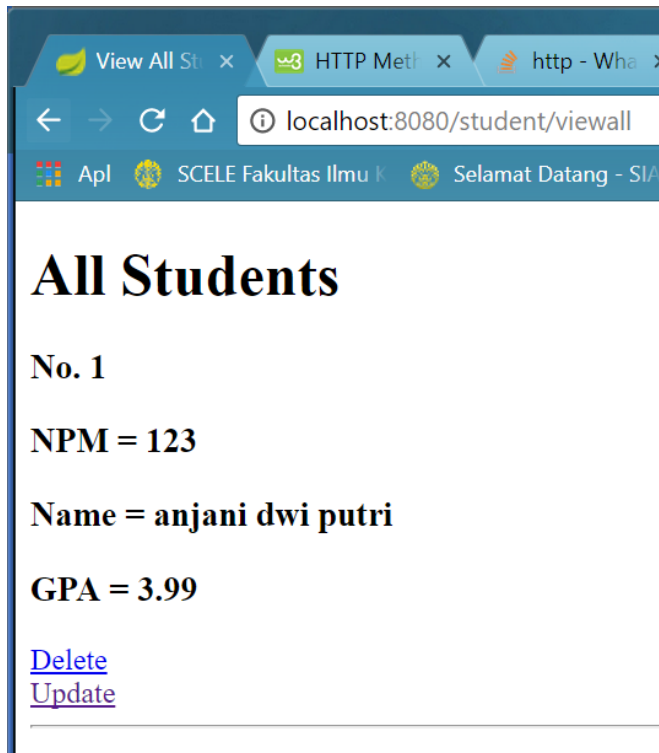 View All St
HTTP Meth
http - Wha
localhost:8080/student/viewall
Apl
SCELE Fakultas Ilmu K
Selamat Datang - SIA
All Students
No. 1
NPM = 123
Name = anjani dwi putri
GPA = 3.99
Delete
Update